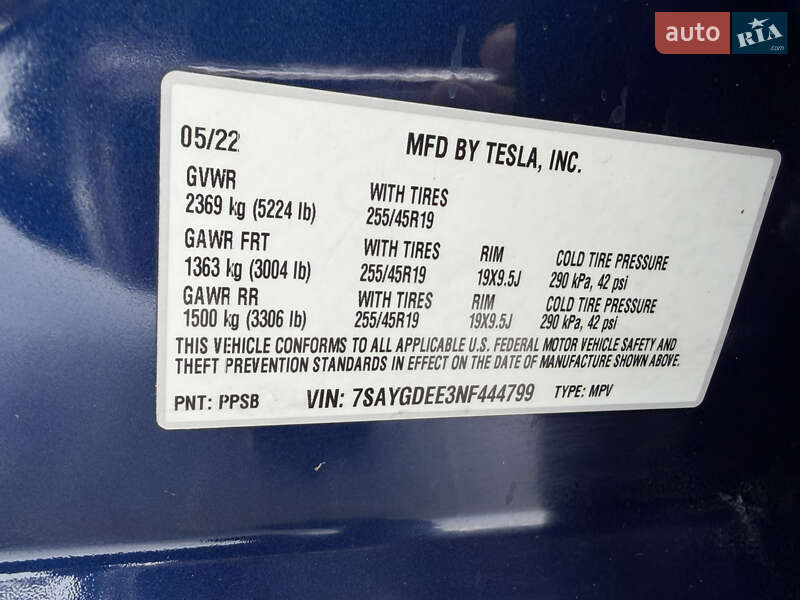 auto RIA
.com
05/22 MFD BY TESLA, INC.
GVWR
2369 kg (5224 lb) WITH TIRES 255/45R19
GAWR FRT WITH TIRES RIM COLD TIRE PRESSURE
1363 kg (3004 lb) 255/45R19 19X9.5J 290 kPa, 42 psi
GAWR RR WITH TIRES RIM COLD TIRE PRESSURE
1500 kg (3306 lb) 255/45R19 19X9.5J 290 kPa, 42 psi
THIS VEHICLE CONFORMS TO ALL APPLICABLE U.S. FEDERAL MOTOR VEHICLE SAFETY AND
THEFT PREVENTION STANDARDS IN EFFECT ON THE DATE OF MANUFACTURE SHOWN ABOVE.
PNT: PPSB VIN: 7SAYGDEE3NF444799 TYPE: MPV